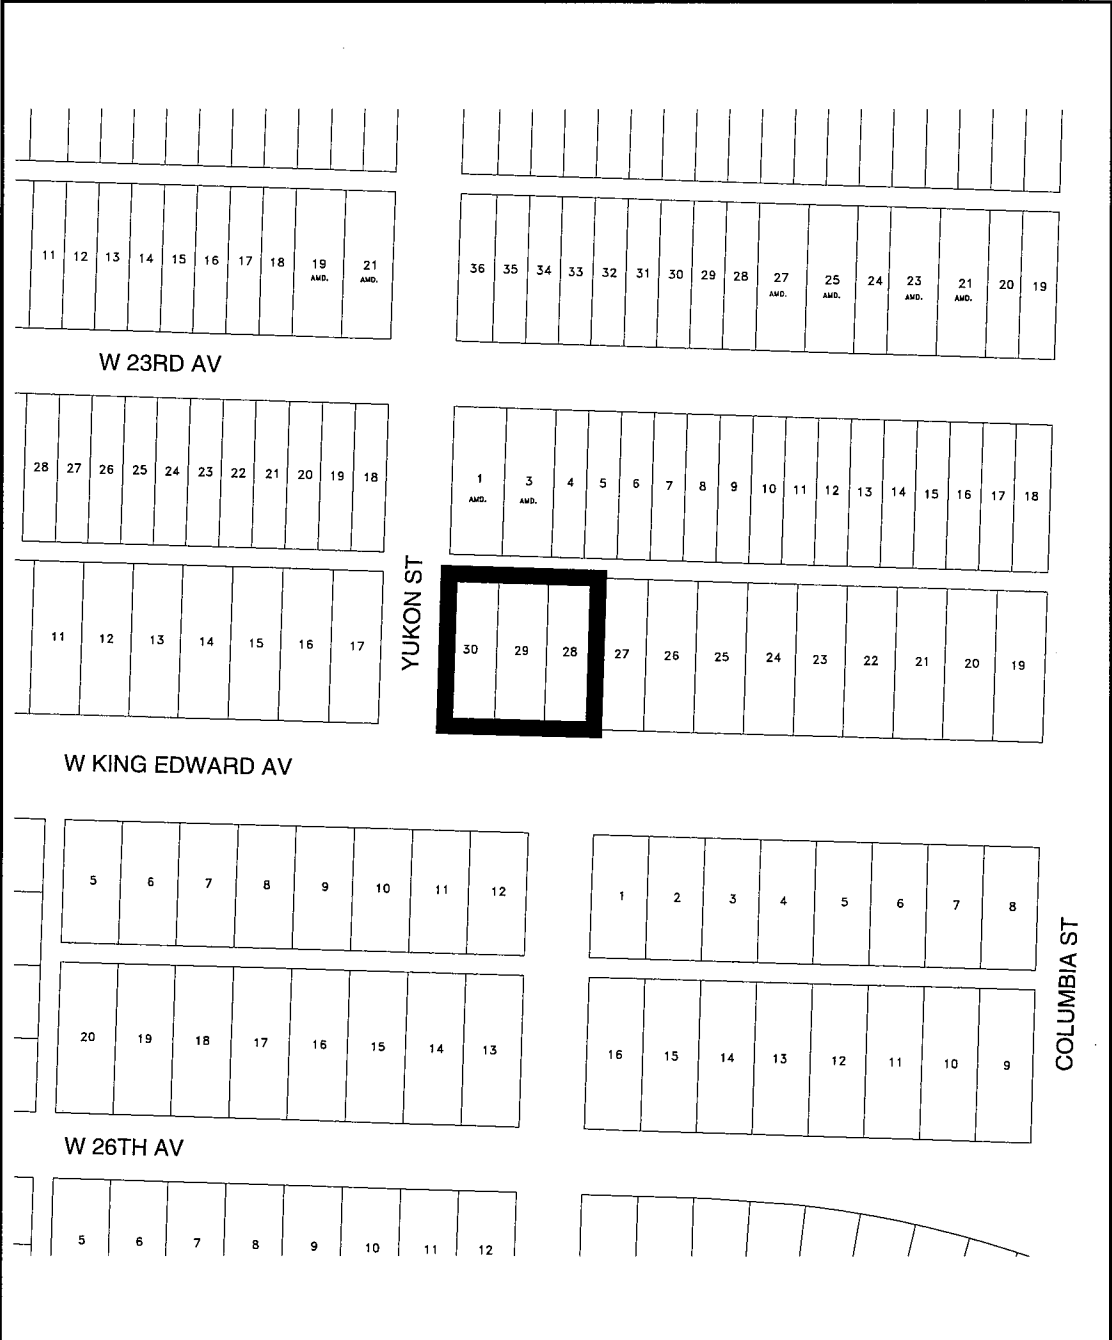 11 12 13 14 15 16 17 18 19 21
AMD. AMD.
36 35 34 33 32 31 30 29 28 27 25 24 23 21 20 19
AMD. AMD. AMD. AMD.
W 23RD AV
28 27 26 25 24 23 22 21 20 19 18
1 3 4 5 6 7 8 9 10 11 12 13 14 15 16 17 18
AMD. AMD.
11 12 13 14 15 16 17
YUKON ST
30 29 28 27 26 25 24 23 22 21 20 19
W KING EDWARD AV
5 6 7 8 9 10 11 12
1 2 3 4 5 6 7 8
COLUMBIA ST
20 19 18 17 16 15 14 13
16 15 14 13 12 11 10 9
W 26TH AV
5 6 7 8 9 10 11 12